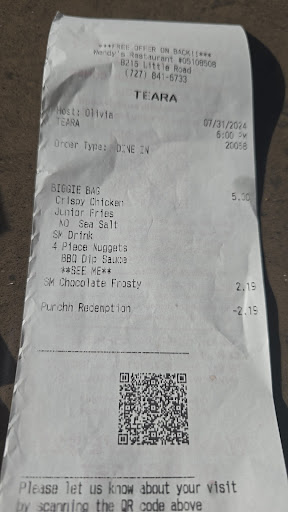 ***FREE OFFER ON BACK!!***
Wendy's Restaurant #05108508
8215 Little Road
(727) 841-6733
TEARA
Host: Olivia 07/31/2024
TEARA 6:00 PM
20058
Order Type: DINE IN
BIGGIE BAG 5.00
Crispy Chicken
Junior Fries
NO Sea Salt
SM Drink
4 Piece Nuggets
BBQ Dip Sauce
**SEE ME**
SM Chocolate Frosty 2.19
Punchh Redemption -2.19
Please let us know about your visit
by scanning the QR code above